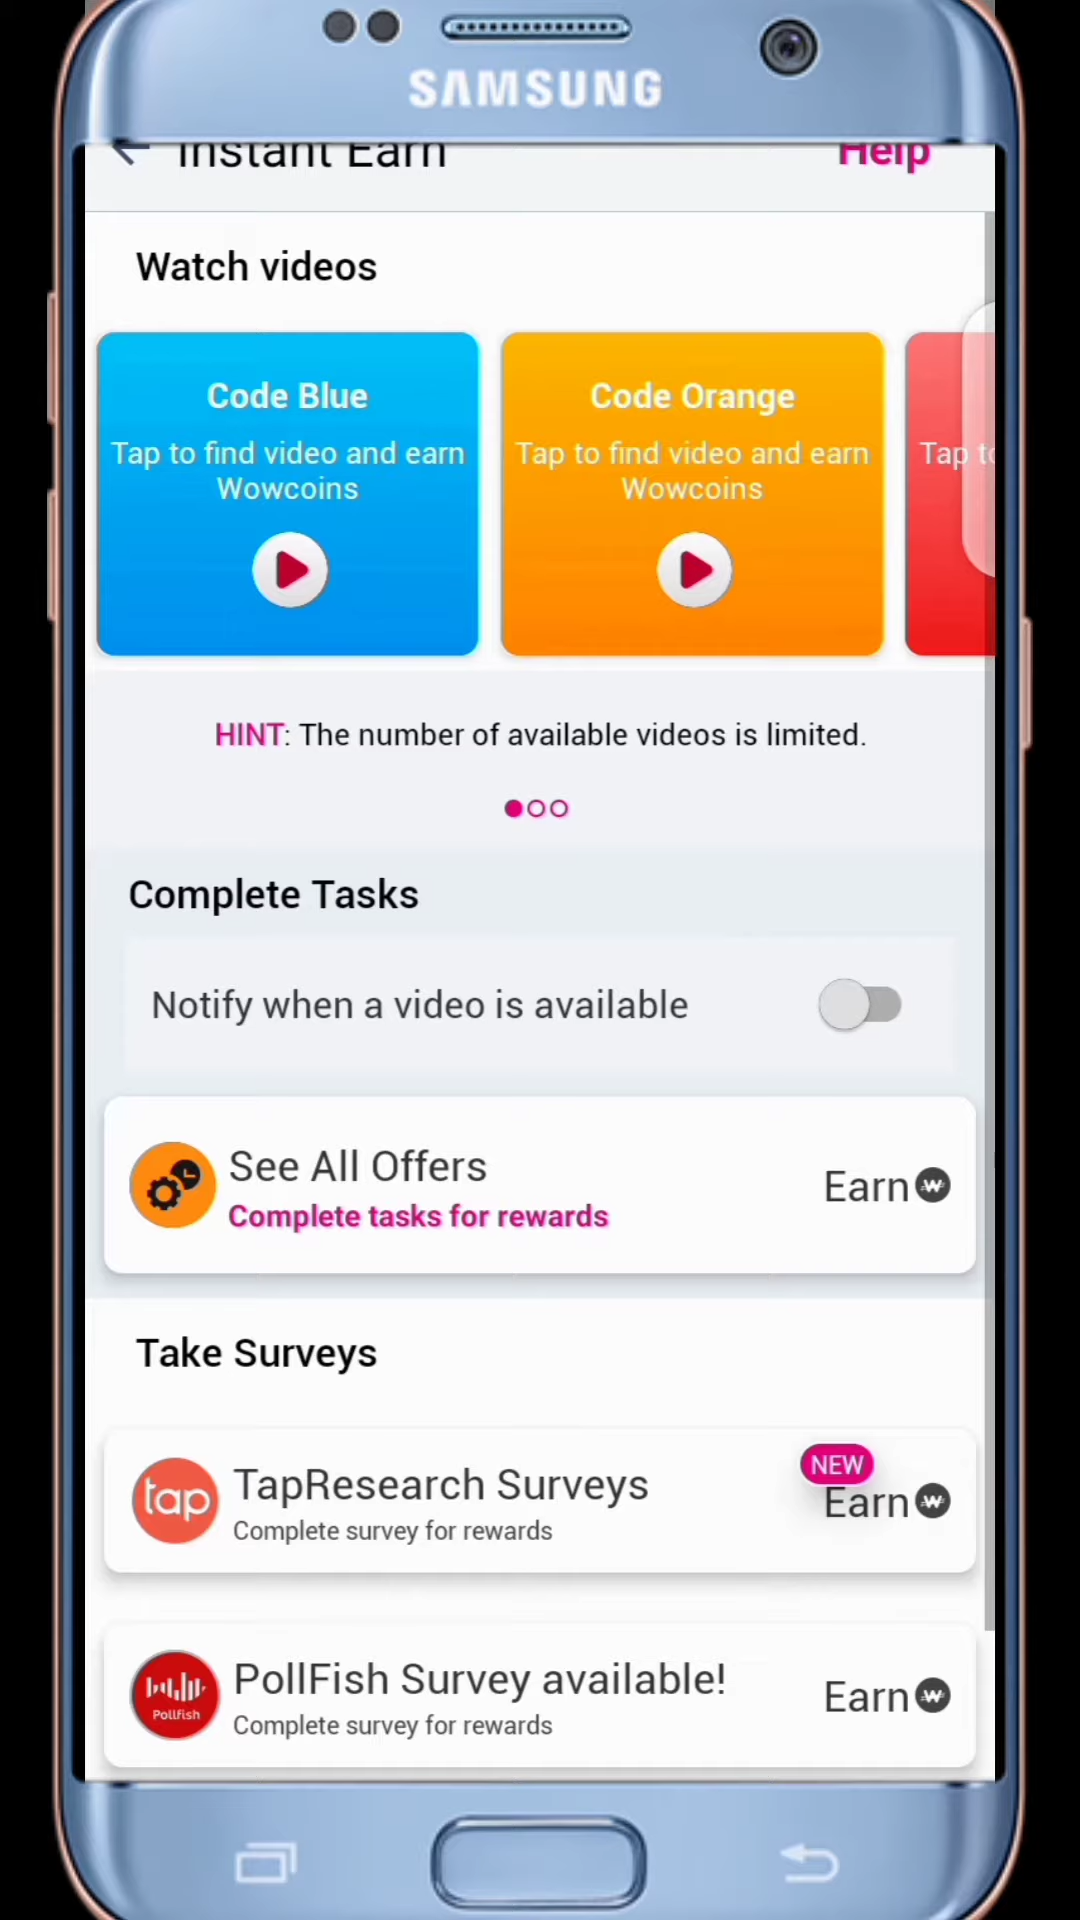 SAMSUNG
Instant Earn
Help
Watch videos
Code Blue
Tap to find video and earn
Wowcoins
Code Orange
Tap to find video and earn
Wowcoins
Tap to
HINT: The number of available videos is limited.
Complete Tasks
Notify when a video is available
See All Offers
Complete tasks for rewards
Earn
Take Surveys
tap
TapResearch Surveys
Complete survey for rewards
NEW
Earn
Pollfish
PollFish Survey available!
Complete survey for rewards
Earn